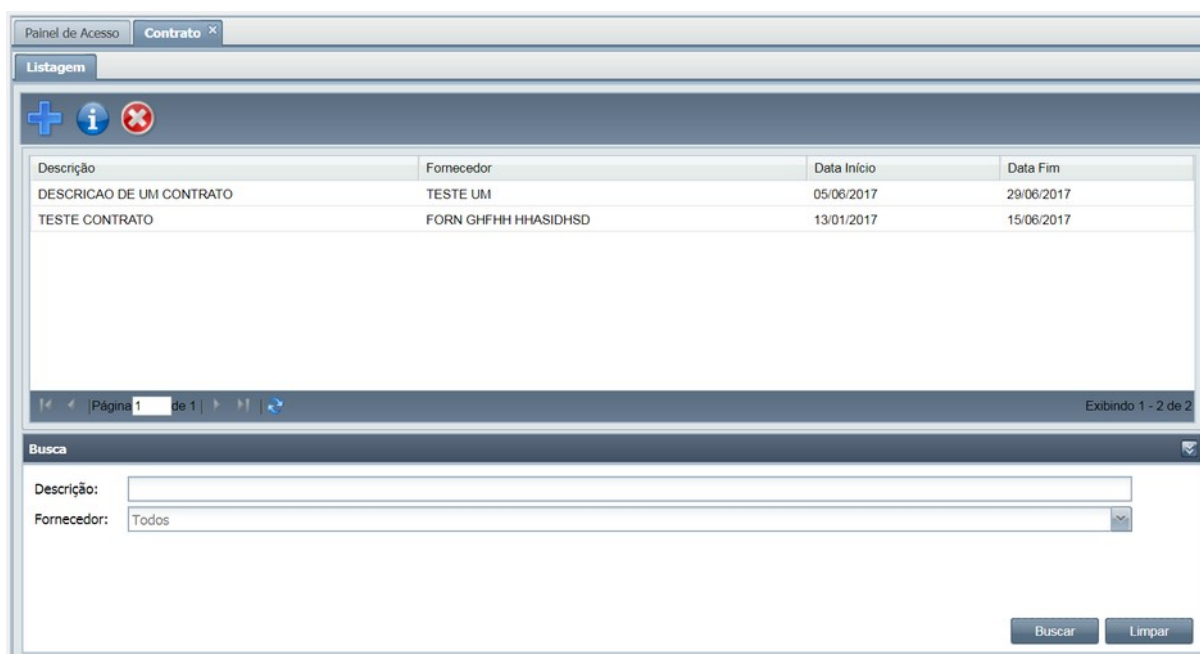 Painel de Acesso Contrato
Listagem
Descrição Fornecedor Data Início Data Fim
DESCRICAO DE UM CONTRATO TESTE UM 05/06/2017 29/06/2017
TESTE CONTRATO FORN GHFHH HHASIDHSD 13/01/2017 15/06/2017
Página 1 de 1 Exibindo 1 - 2 de 2
Busca
Descrição:
Fornecedor: Todos
Buscar Limpar